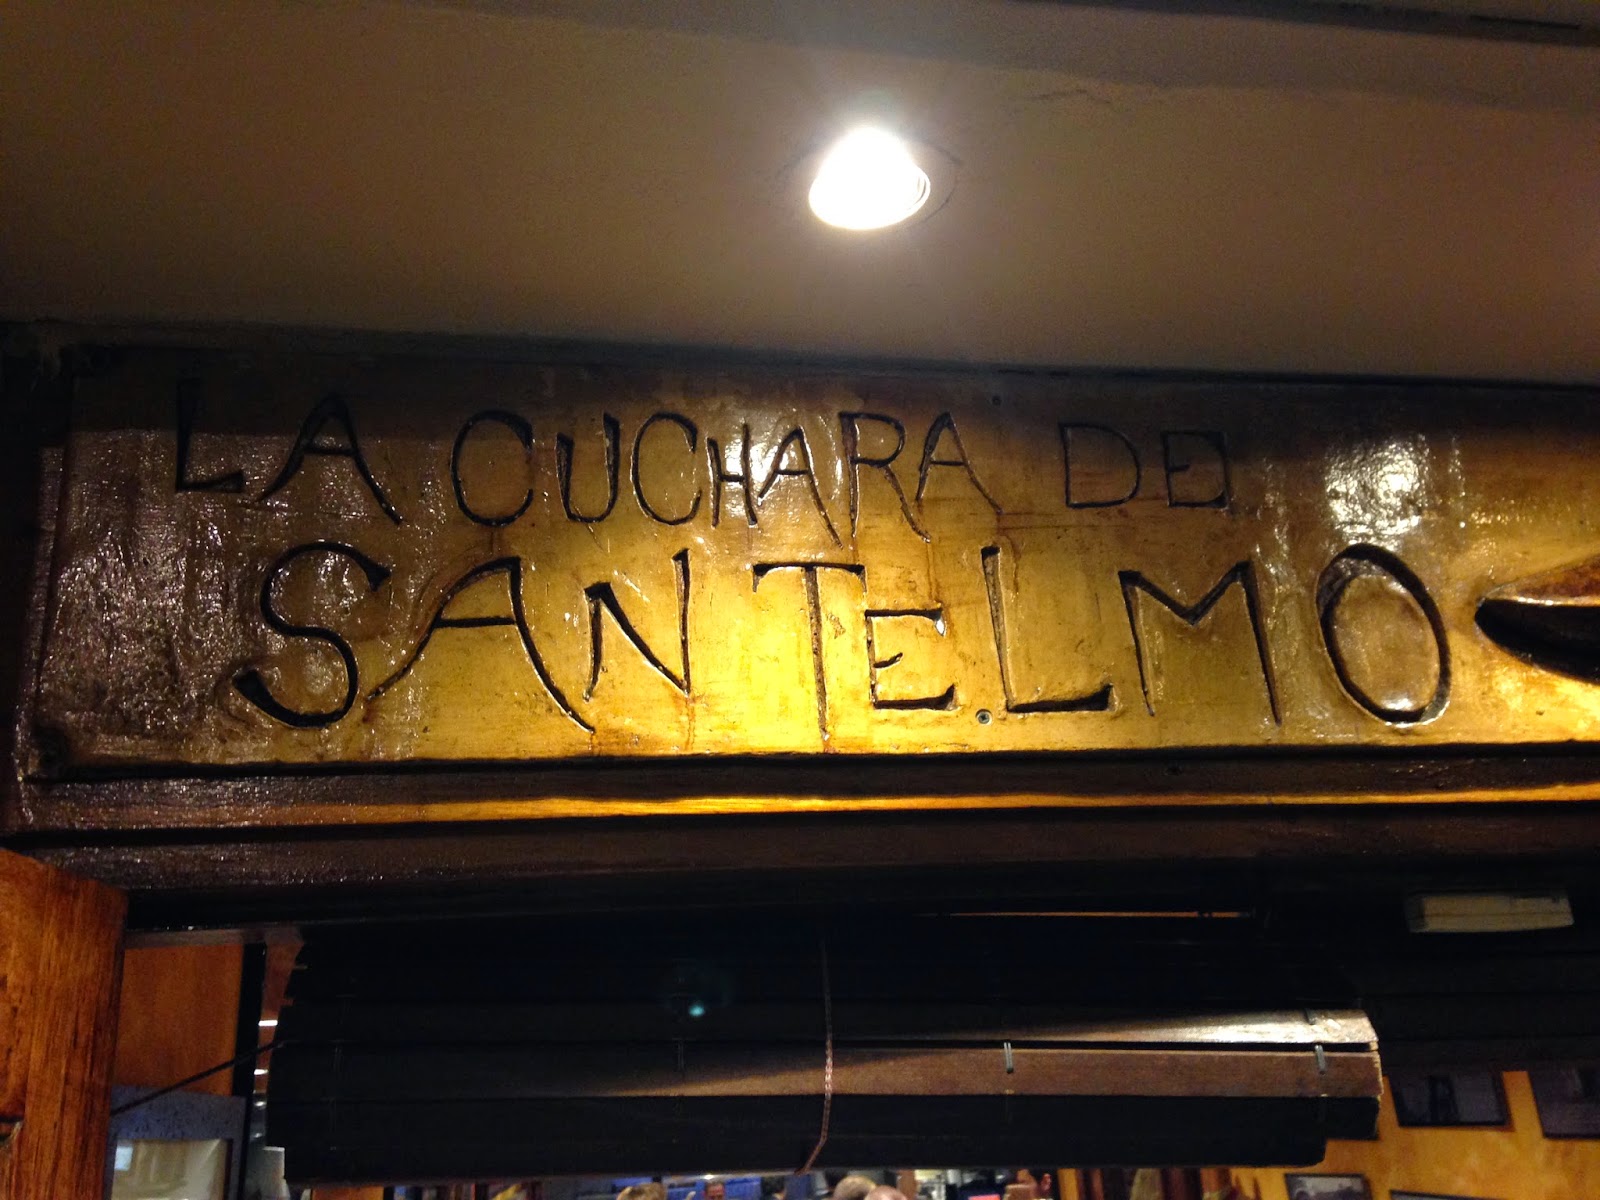 LA CUCHARA DE
SAN TELMO